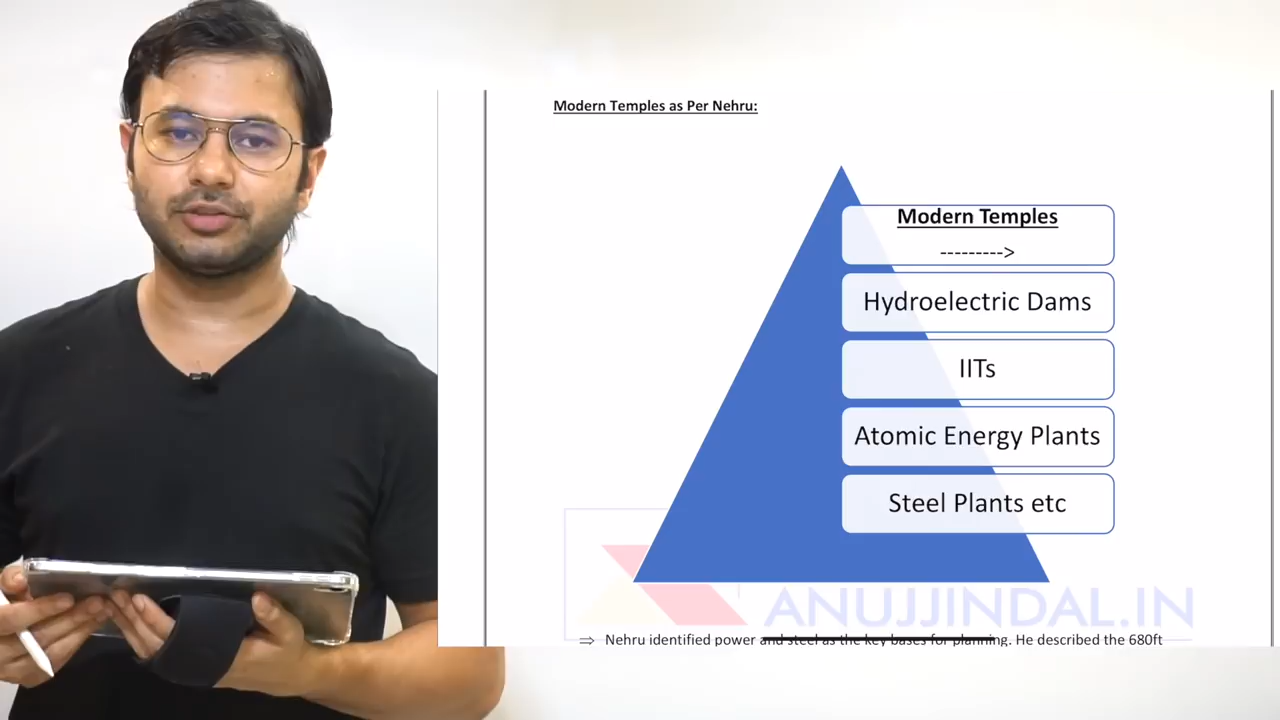 Modern Temples as Per Nehru:
Modern Temples
--------->
Hydroelectric Dams
IITs
Atomic Energy Plants
Steel Plants etc
ANUJJINDAL.IN
⇒ Nehru identified power and steel as the key bases for planning. He described the 680ft